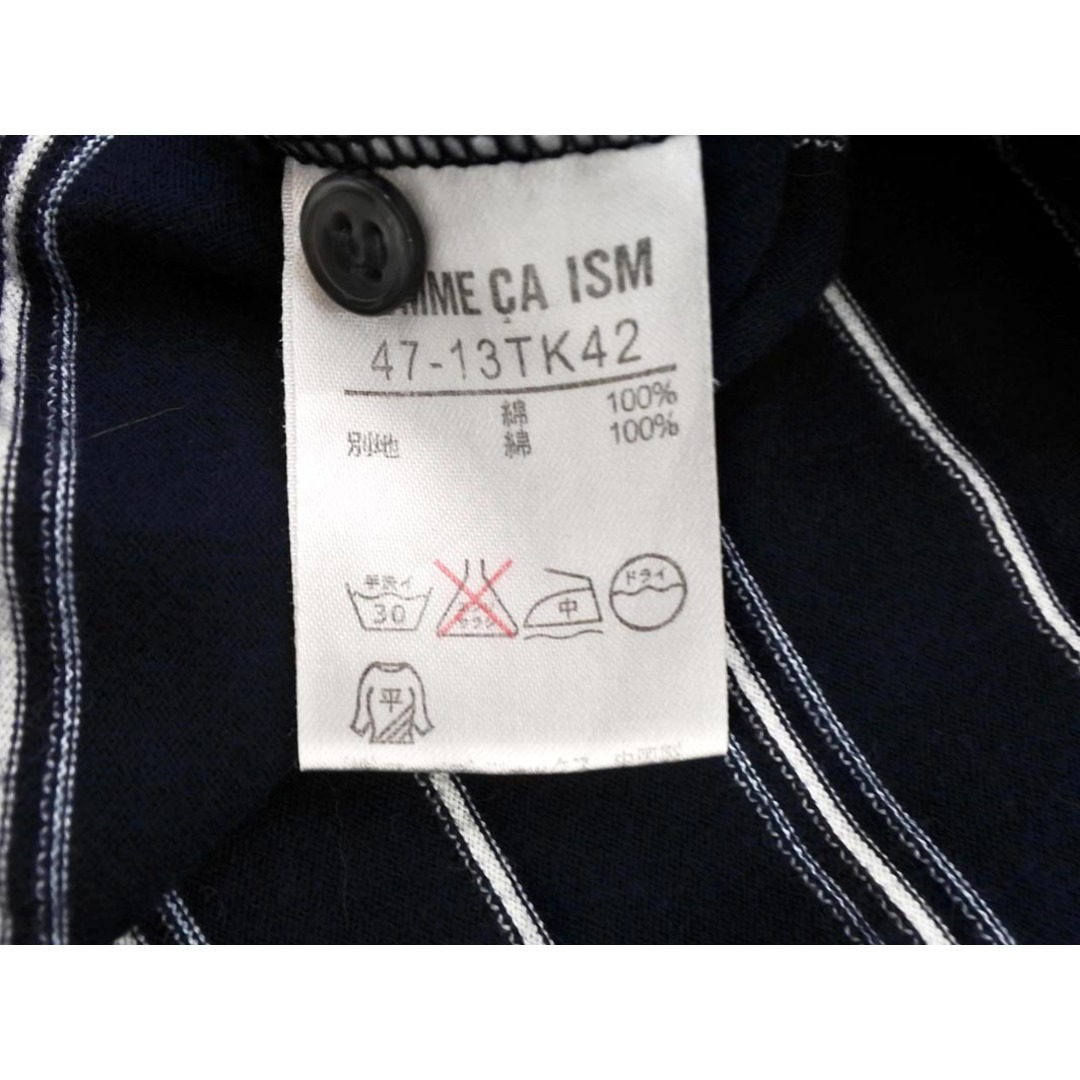 MME ÇA ISM
47-13TK42
綿 100%
別地 綿 100%
手洗イ
30
中
ドライ
平